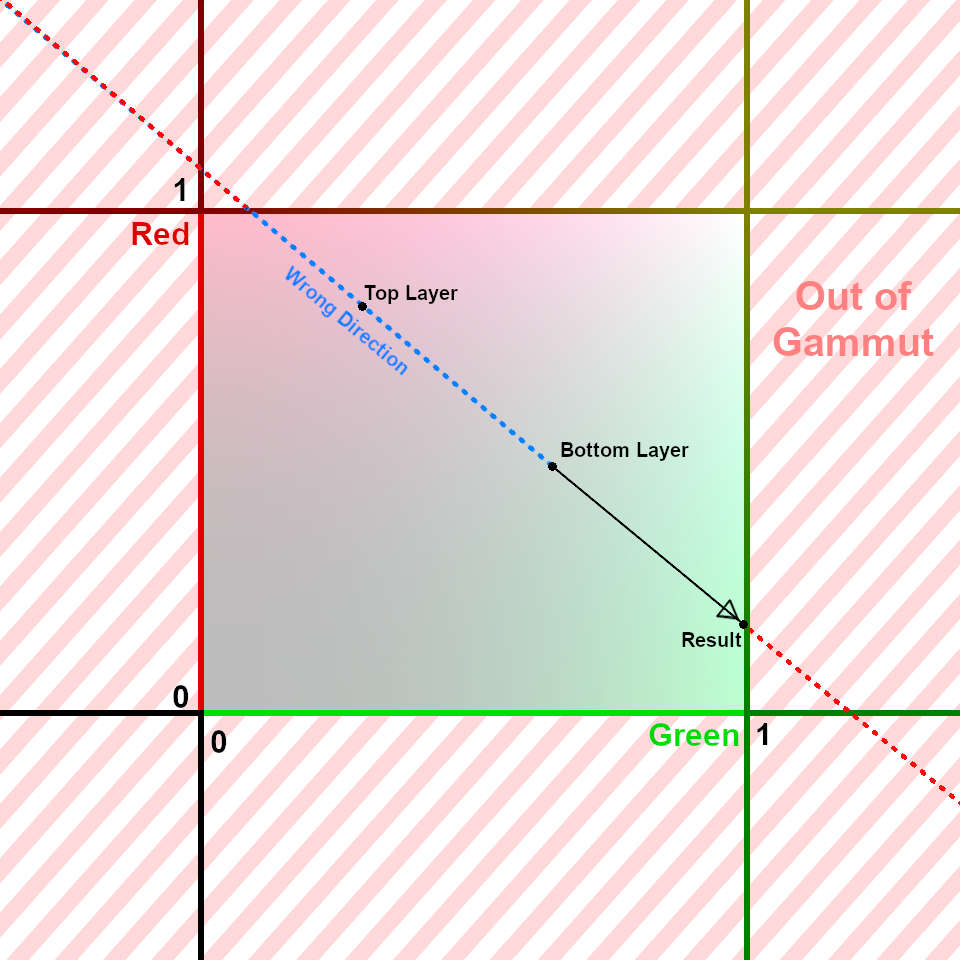 1
Red
Wrong Direction
Top Layer
Out of
Gammut
Bottom Layer
Result
0
0
Green
1